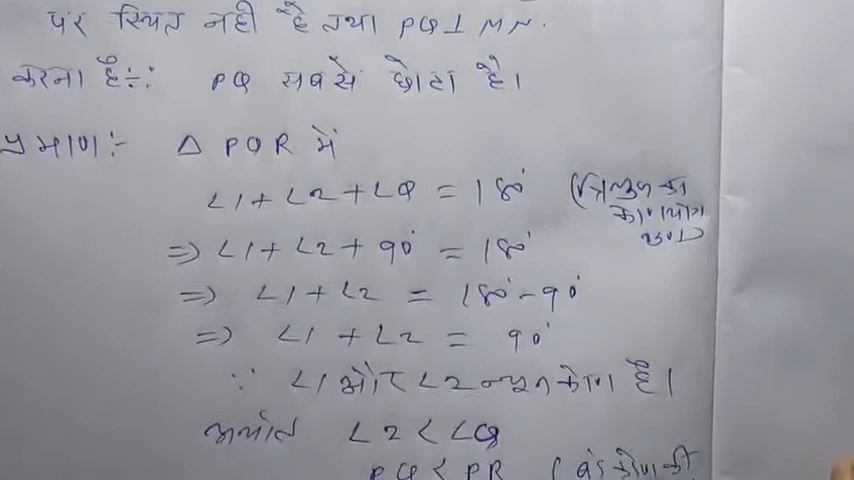 पर स्थित नही है तथा PQ⊥MN.
करना है÷: PQ सबसे छोटा है।
प्रमाण:- Δ PQR में
∠1+∠2+∠Q = 180° (त्रिभुज का
कोण योग
गुण)
⇒ ∠1+∠2+90° = 180°
⇒ ∠1+∠2 = 180°-90°
⇒ ∠1+∠2 = 90°
∵ ∠1 और ∠2 न्यून कोण है।
अर्थात ∠2<∠Q
PQ<PR (बड़े कोण की